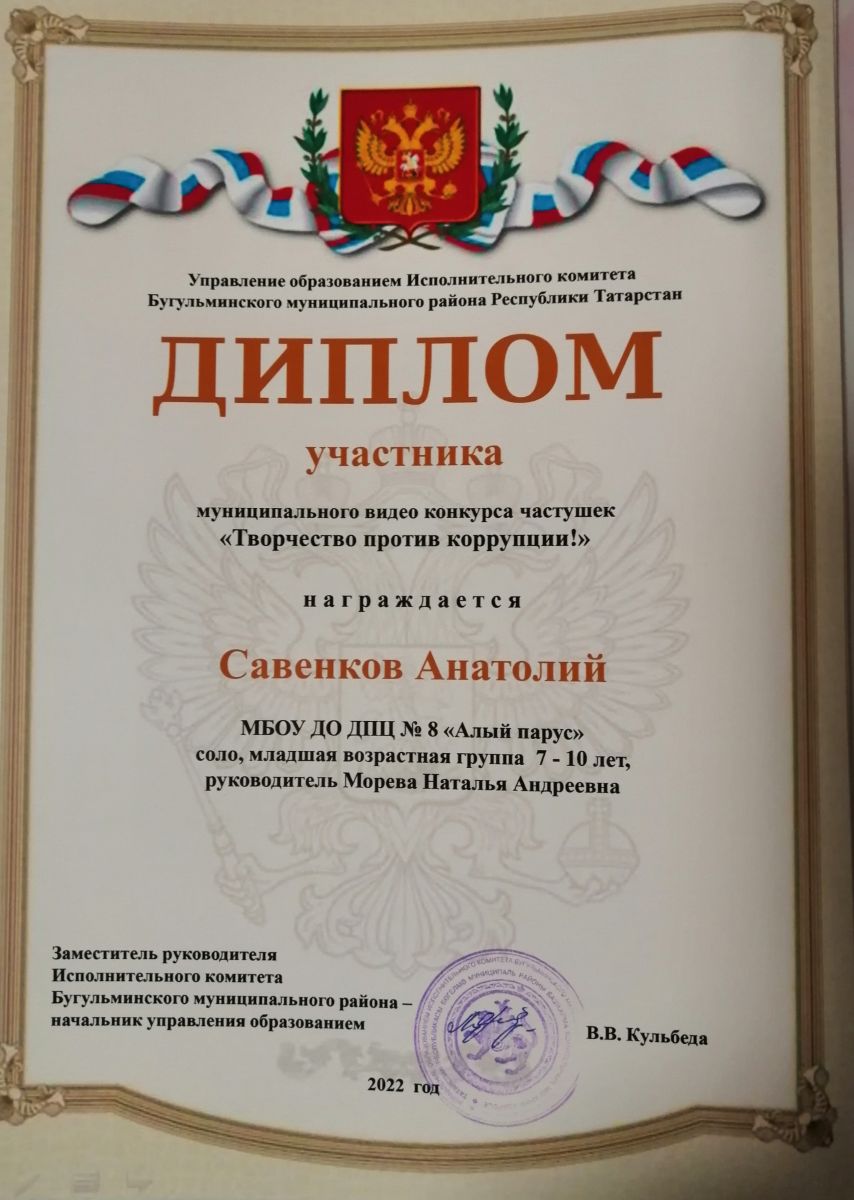 Управление образованием Исполнительного комитета
Бугульминского муниципального района Республики Татарстан
ДИПЛОМ
участника
муниципального видео конкурса частушек
«Творчество против коррупции!»
награждается
Савенков Анатолий
МБОУ ДО ДПЦ № 8 «Алый парус»
соло, младшая возрастная группа 7 - 10 лет,
руководитель Морева Наталья Андреевна
Заместитель руководителя
Исполнительного комитета
Бугульминского муниципального района –
начальник управления образованием
В.В. Кульбеда
2022 год